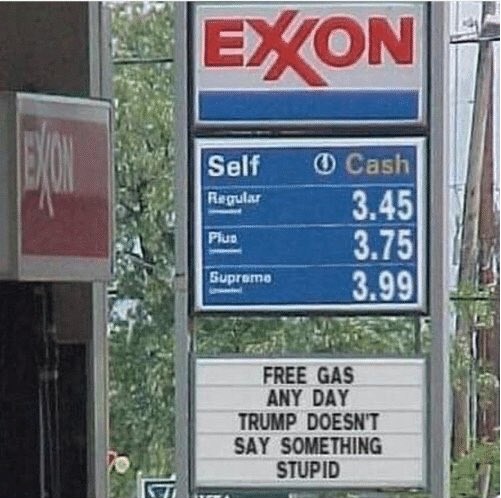 EXXON
EXXON
Self Cash
Regular 3.45
Plus 3.75
Supreme 3.99
FREE GAS
ANY DAY
TRUMP DOESN'T
SAY SOMETHING
STUPID